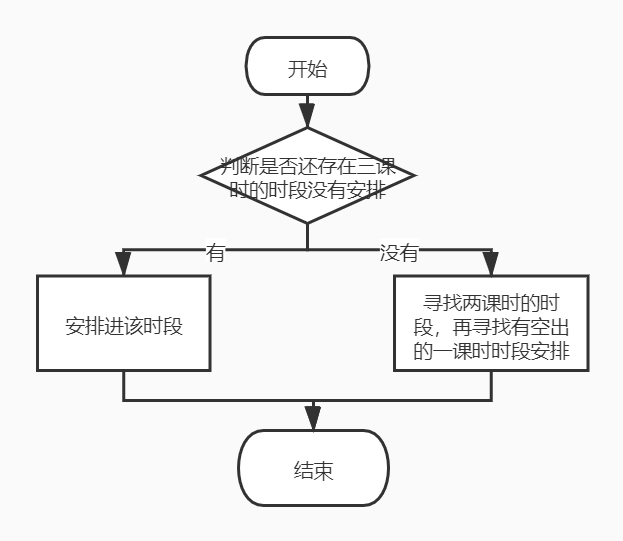 开始
判断是否还存在三课
时的时段没有安排
有
没有
安排进该时段
寻找两课时的时
段，再寻找有空出
的一课时时段安排
结束